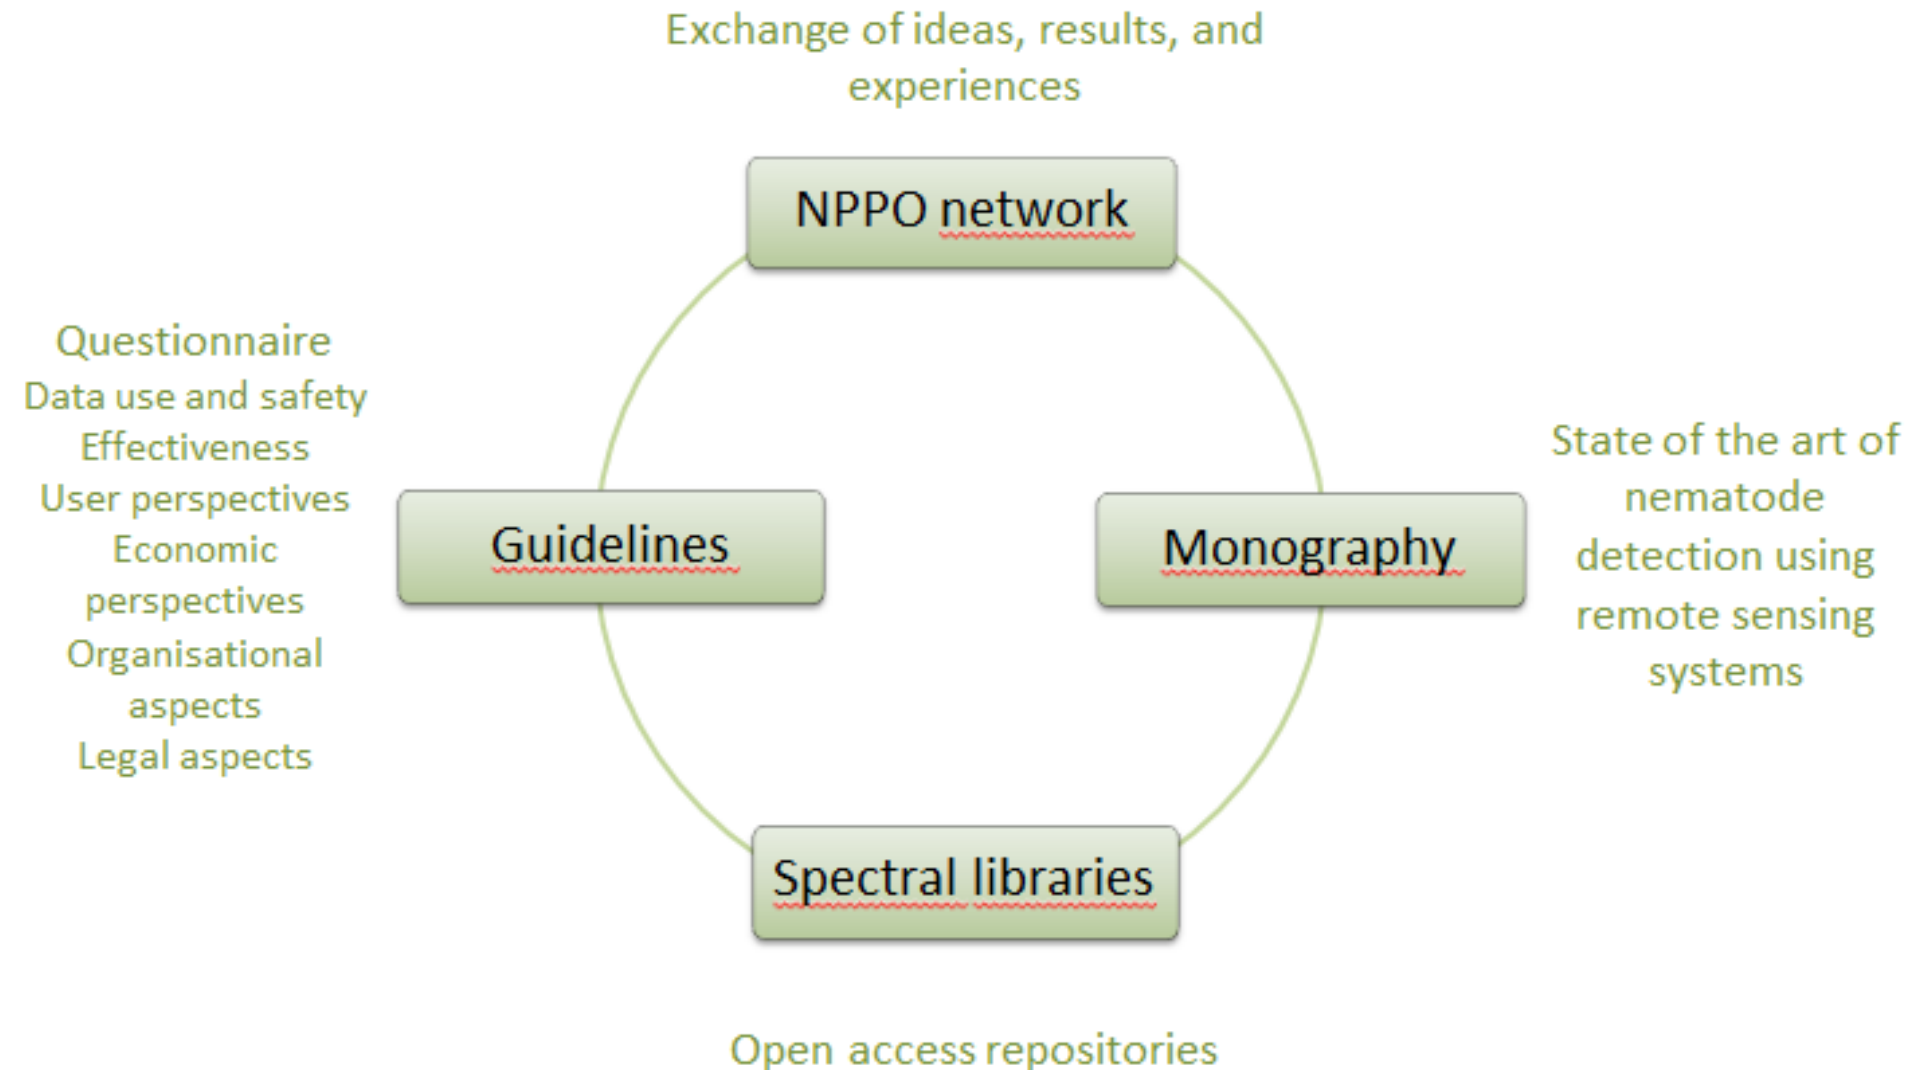 Exchange of ideas, results, and
experiences
NPPO network
Questionnaire
Data use and safety
Effectiveness
User perspectives
Economic
perspectives
Organisational
aspects
Legal aspects
Guidelines
Monography
State of the art of
nematode
detection using
remote sensing
systems
Spectral libraries
Open access repositories